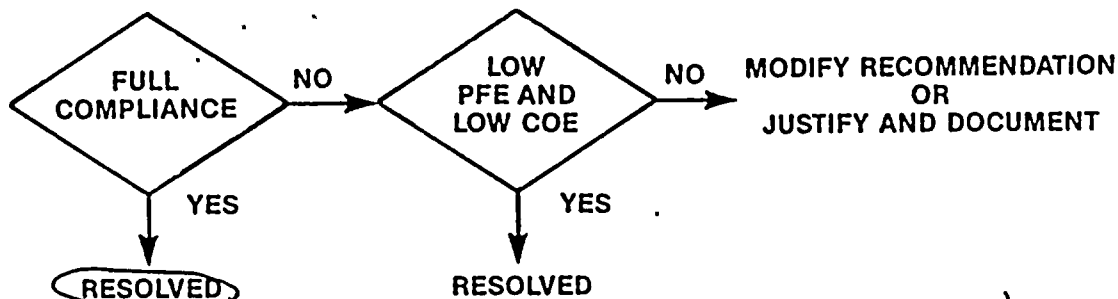 FULL
COMPLIANCE
NO
LOW
PFE AND
LOW COE
NO
MODIFY RECOMMENDATION
OR
JUSTIFY AND DOCUMENT
YES
YES
RESOLVED
RESOLVED